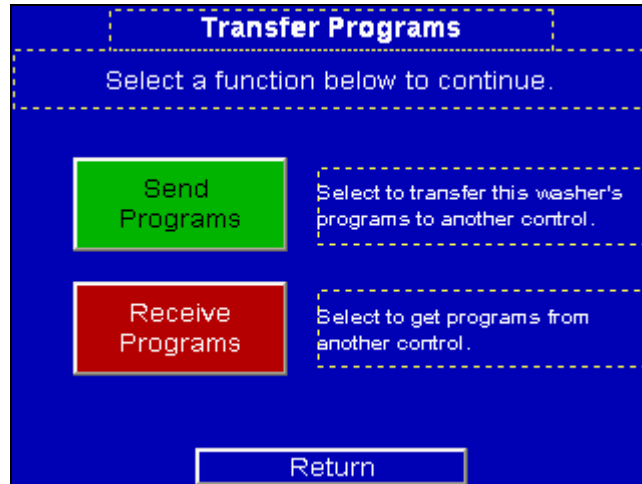 Transfer Programs
Select a function below to continue.
Send
Programs
Select to transfer this washer's
programs to another control.
Receive
Programs
Select to get programs from
another control.
Return